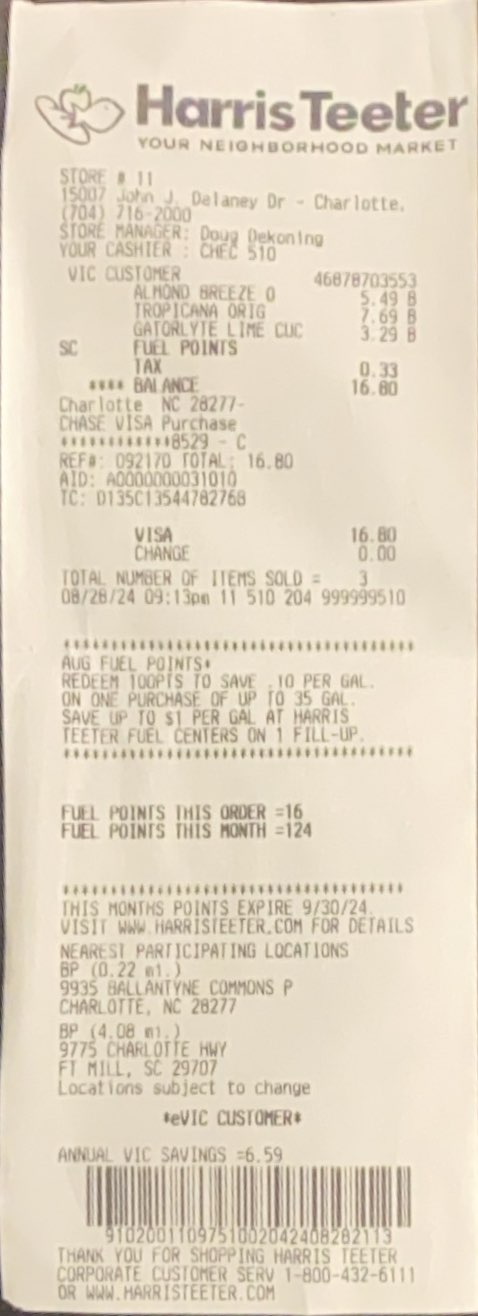 Harris Teeter
YOUR NEIGHBORHOOD MARKET
STORE # 11
15007 John J. Delaney Dr - Charlotte,
(704) 716-2000
STORE MANAGER: Doug Dekoning
YOUR CASHIER : CHEC 510
VIC CUSTOMER 46878703553
ALMOND BREEZE O 5.49 B
TROPICANA ORIG 7.69 B
GATORLYTE LIME CUC 3.29 B
SC FUEL POINTS
TAX 0.33
**** BALANCE 16.80
Charlotte NC 28277-
CHASE VISA Purchase
************8529 - C
REF#: 092170 TOTAL: 16.80
AID: A0000000031010
TC: D135C13544782768
VISA 16.80
CHANGE 0.00
TOTAL NUMBER OF ITEMS SOLD = 3
08/28/24 09:13pm 11 510 204 999999510
****************************************
AUG FUEL POINTS*
REDEEM 100PTS TO SAVE .10 PER GAL.
ON ONE PURCHASE OF UP TO 35 GAL.
SAVE UP TO $1 PER GAL AT HARRIS
TEETER FUEL CENTERS ON 1 FILL-UP.
****************************************
FUEL POINTS THIS ORDER =16
FUEL POINTS THIS MONTH =124
****************************************
THIS MONTHS POINTS EXPIRE 9/30/24.
VISIT WWW.HARRISTEETER.COM FOR DETAILS
NEAREST PARTICIPATING LOCATIONS
BP (0.22 mi.)
9935 BALLANTYNE COMMONS P
CHARLOTTE, NC 28277
BP (4.08 mi.)
9775 CHARLOTTE HWY
FT MILL, SC 29707
Locations subject to change
*eVIC CUSTOMER*
ANNUAL VIC SAVINGS =6.59
9102001109751002042408282113
THANK YOU FOR SHOPPING HARRIS TEETER
CORPORATE CUSTOMER SERV 1-800-432-6111
OR WWW.HARRISTEETER.COM